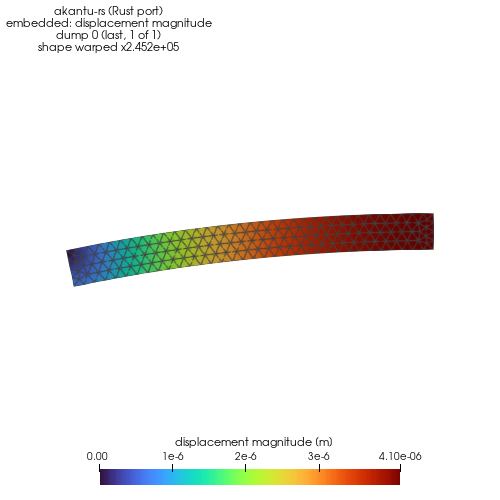 akantu-rs (Rust port)
embedded: displacement magnitude
dump 0 (last, 1 of 1)
shape warped x2.452e+05
displacement magnitude (m)
0.00 1e-6 2e-6 3e-6 4.10e-06